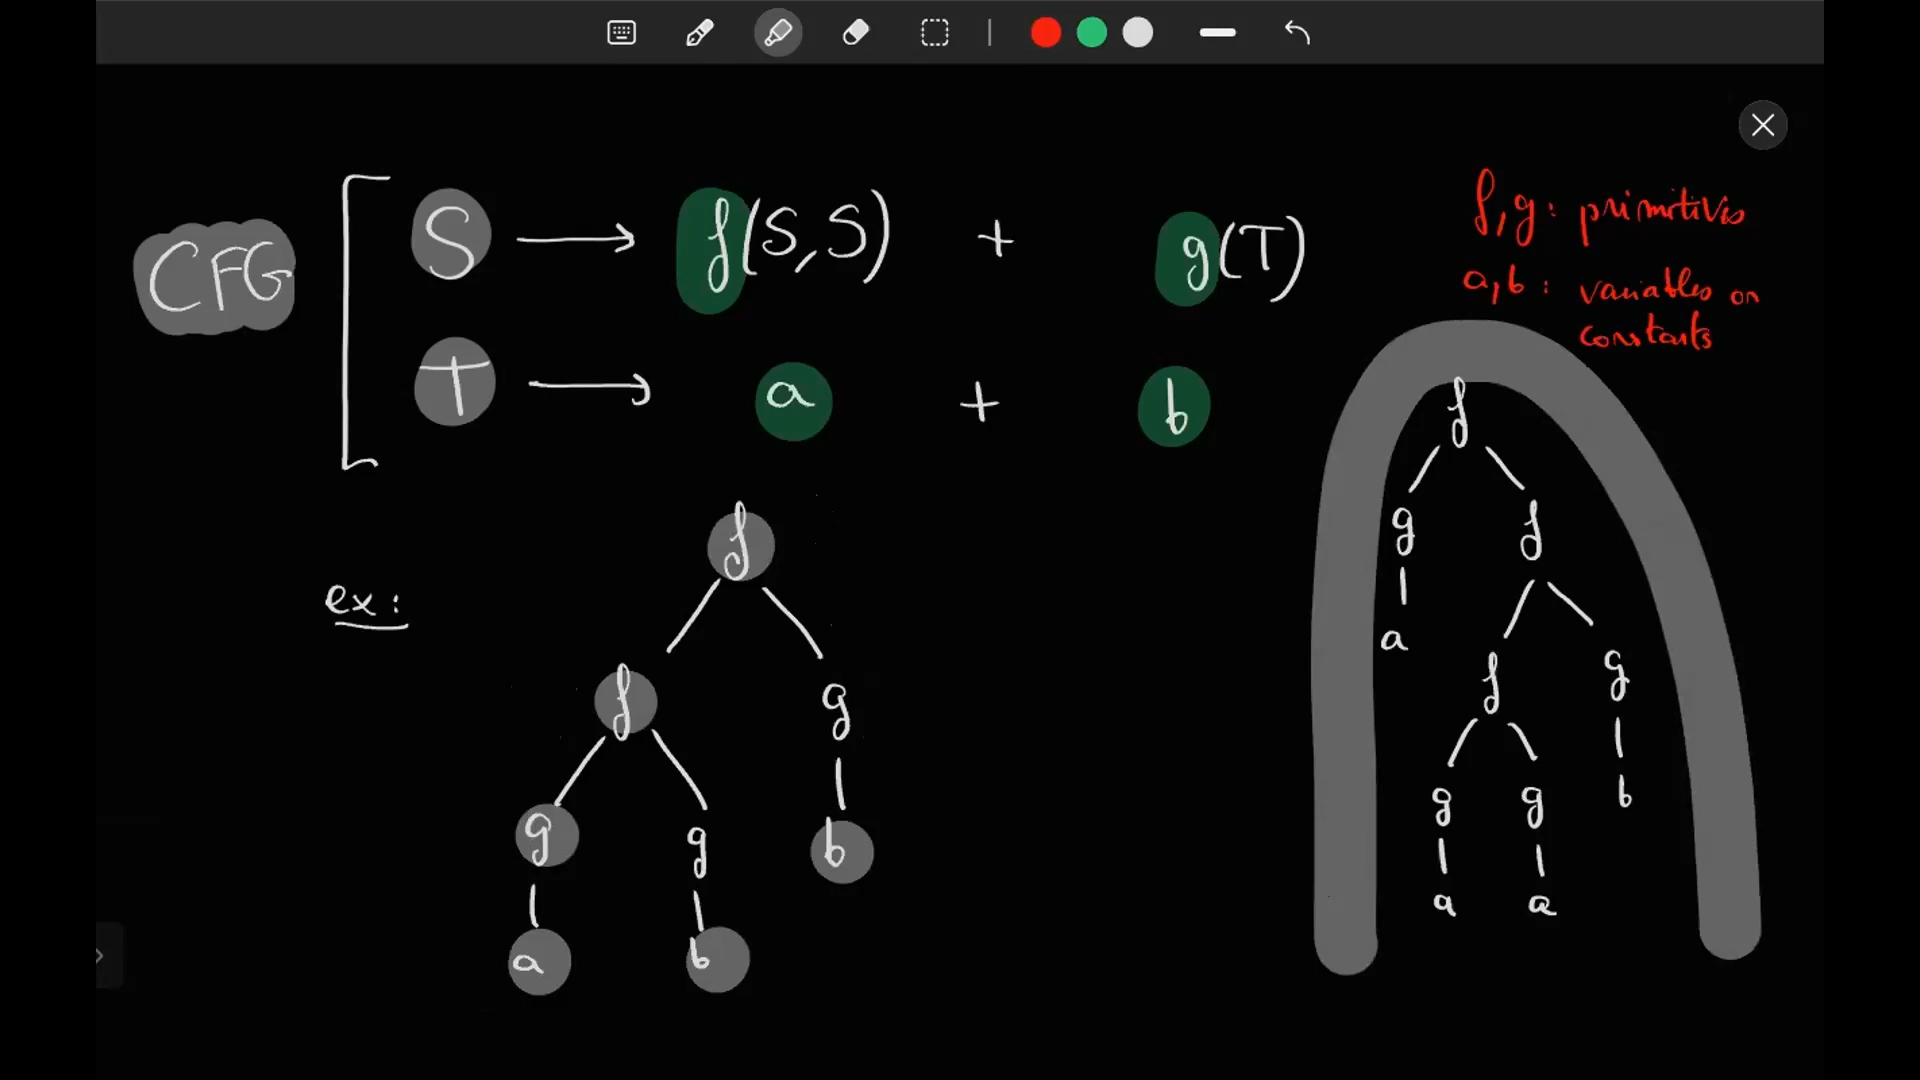 CFG
S → f(S,S) + g(T)
T → a + b
f,g: primitives
a,b: variables or
constants
ex:
f
f g
g g b
a b
f
g f
a f g
g g b
a a